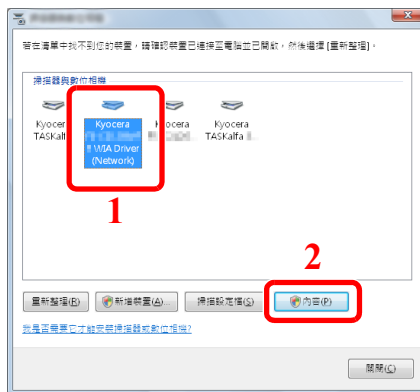 若在清單中找不到您的裝置，請確認裝置已連接至電腦並已開啟，然後選擇 [重新整理]。
掃描器與數位相機
Kyocera
TASKalfa
Kyocera
WIA Driver
(Network)
Kyocera
Kyocera
TASKalfa
1
2
重新整理(R)
新增裝置(A)...
掃描設定檔(S)
內容(P)
我是否需要它才能安裝掃描器或數位相機?
關閉(C)